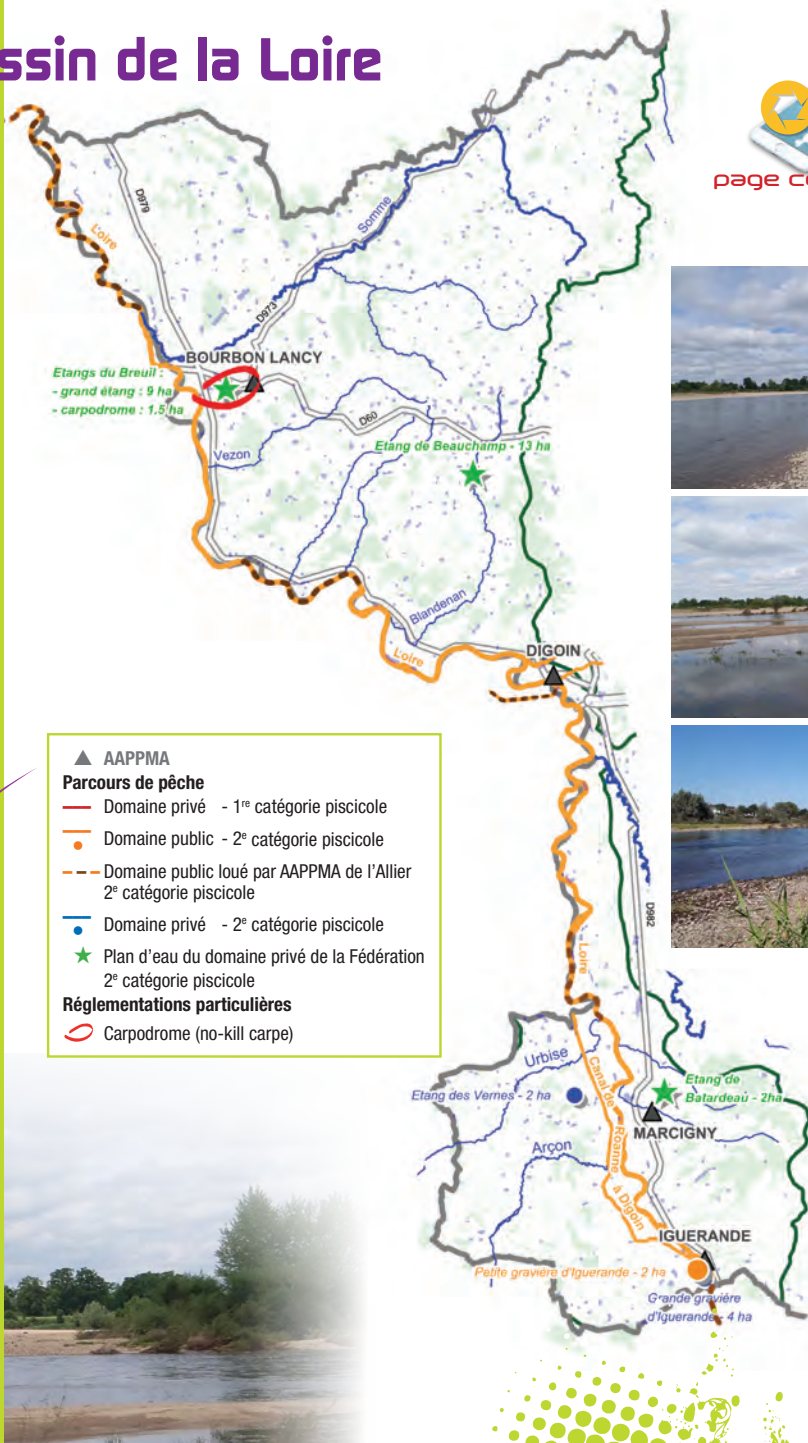 ssin de la Loire
page co
D979
Loire
Somme
D973
BOURBON LANCY
Etangs du Breuil :
- grand étang : 9 ha
- carpodrome : 1.5 ha
D60
Etang de Beauchamp - 13 ha
Vezon
Blandenan
Loire
DIGOIN
AAPPMA
Parcours de pêche
Domaine privé - 1re catégorie piscicole
Domaine public - 2e catégorie piscicole
Domaine public loué par AAPPMA de l'Allier
2e catégorie piscicole
Domaine privé - 2e catégorie piscicole
Plan d'eau du domaine privé de la Fédération
2e catégorie piscicole
Réglementations particulières
Carpodrome (no-kill carpe)
D982
Loire
Urbise
Etang des Vernes - 2 ha
Canal de Roanne à Digoin
Etang de
Batardeau - 2ha
MARCIGNY
Arçon
IGUERANDE
Petite gravière d'Iguerande - 2 ha
Grande gravière
d'Iguerande - 4 ha